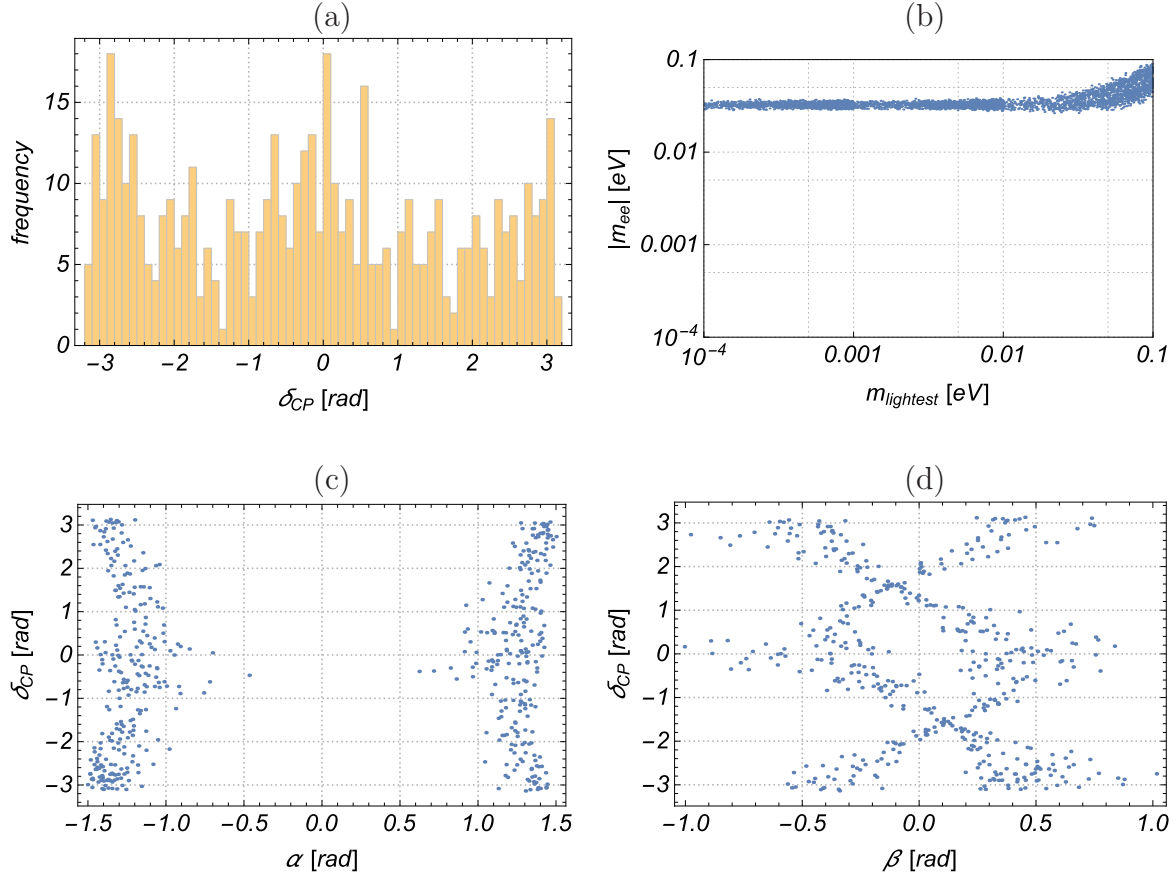 (a)
frequency
15
10
5
0
−3 −2 −1 0 1 2 3
δCP [rad]
(b)
|mee| [eV]
0.1
0.01
0.001
10−4
10−4 0.001 0.01 0.1
mlightest [eV]
(c)
δCP [rad]
3
2
1
0
−1
−2
−3
−1.5 −1.0 −0.5 0.0 0.5 1.0 1.5
α [rad]
(d)
δCP [rad]
3
2
1
0
−1
−2
−3
−1.0 −0.5 0.0 0.5 1.0
β [rad]